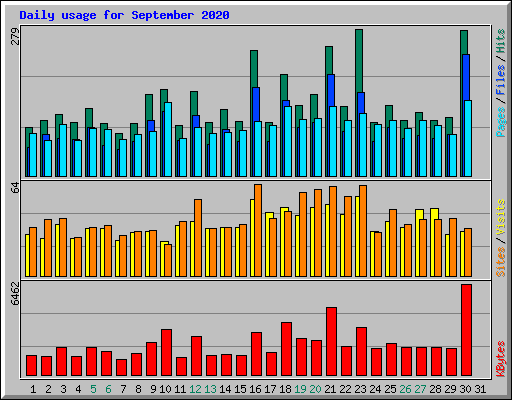 Daily usage for September 2020
279
Pages / Files / Hits
64
Sites / Visits
6462
KBytes
1 2 3 4 5 6 7 8 9 10 11 12 13 14 15 16 17 18 19 20 21 22 23 24 25 26 27 28 29 30 31